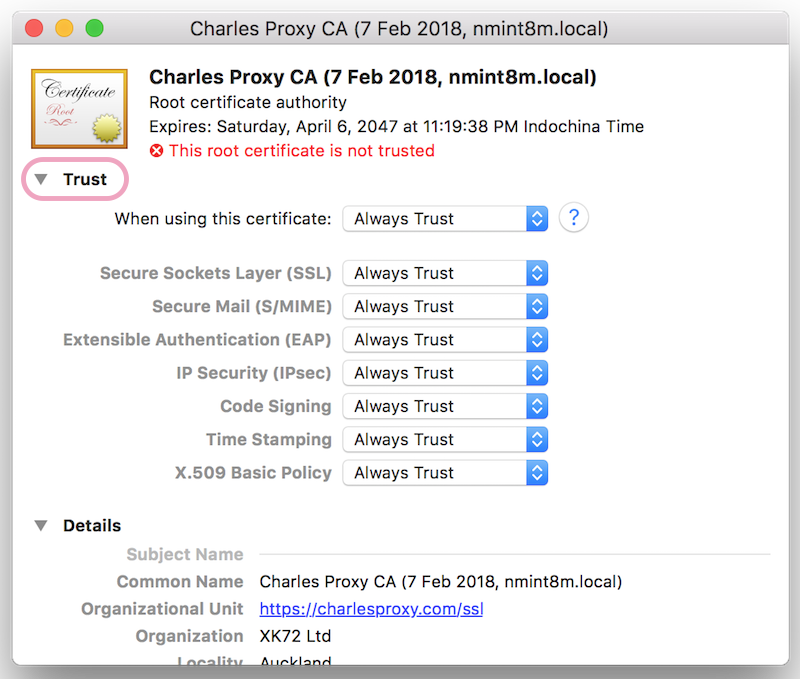 Charles Proxy CA (7 Feb 2018, nmint8m.local)
Certificate
Root
Charles Proxy CA (7 Feb 2018, nmint8m.local)
Root certificate authority
Expires: Saturday, April 6, 2047 at 11:19:38 PM Indochina Time
This root certificate is not trusted
Trust
When using this certificate: Always Trust ?
Secure Sockets Layer (SSL) Always Trust
Secure Mail (S/MIME) Always Trust
Extensible Authentication (EAP) Always Trust
IP Security (IPsec) Always Trust
Code Signing Always Trust
Time Stamping Always Trust
X.509 Basic Policy Always Trust
Details
Subject Name
Common Name Charles Proxy CA (7 Feb 2018, nmint8m.local)
Organizational Unit https://charlesproxy.com/ssl
Organization XK72 Ltd
Locality Auckland